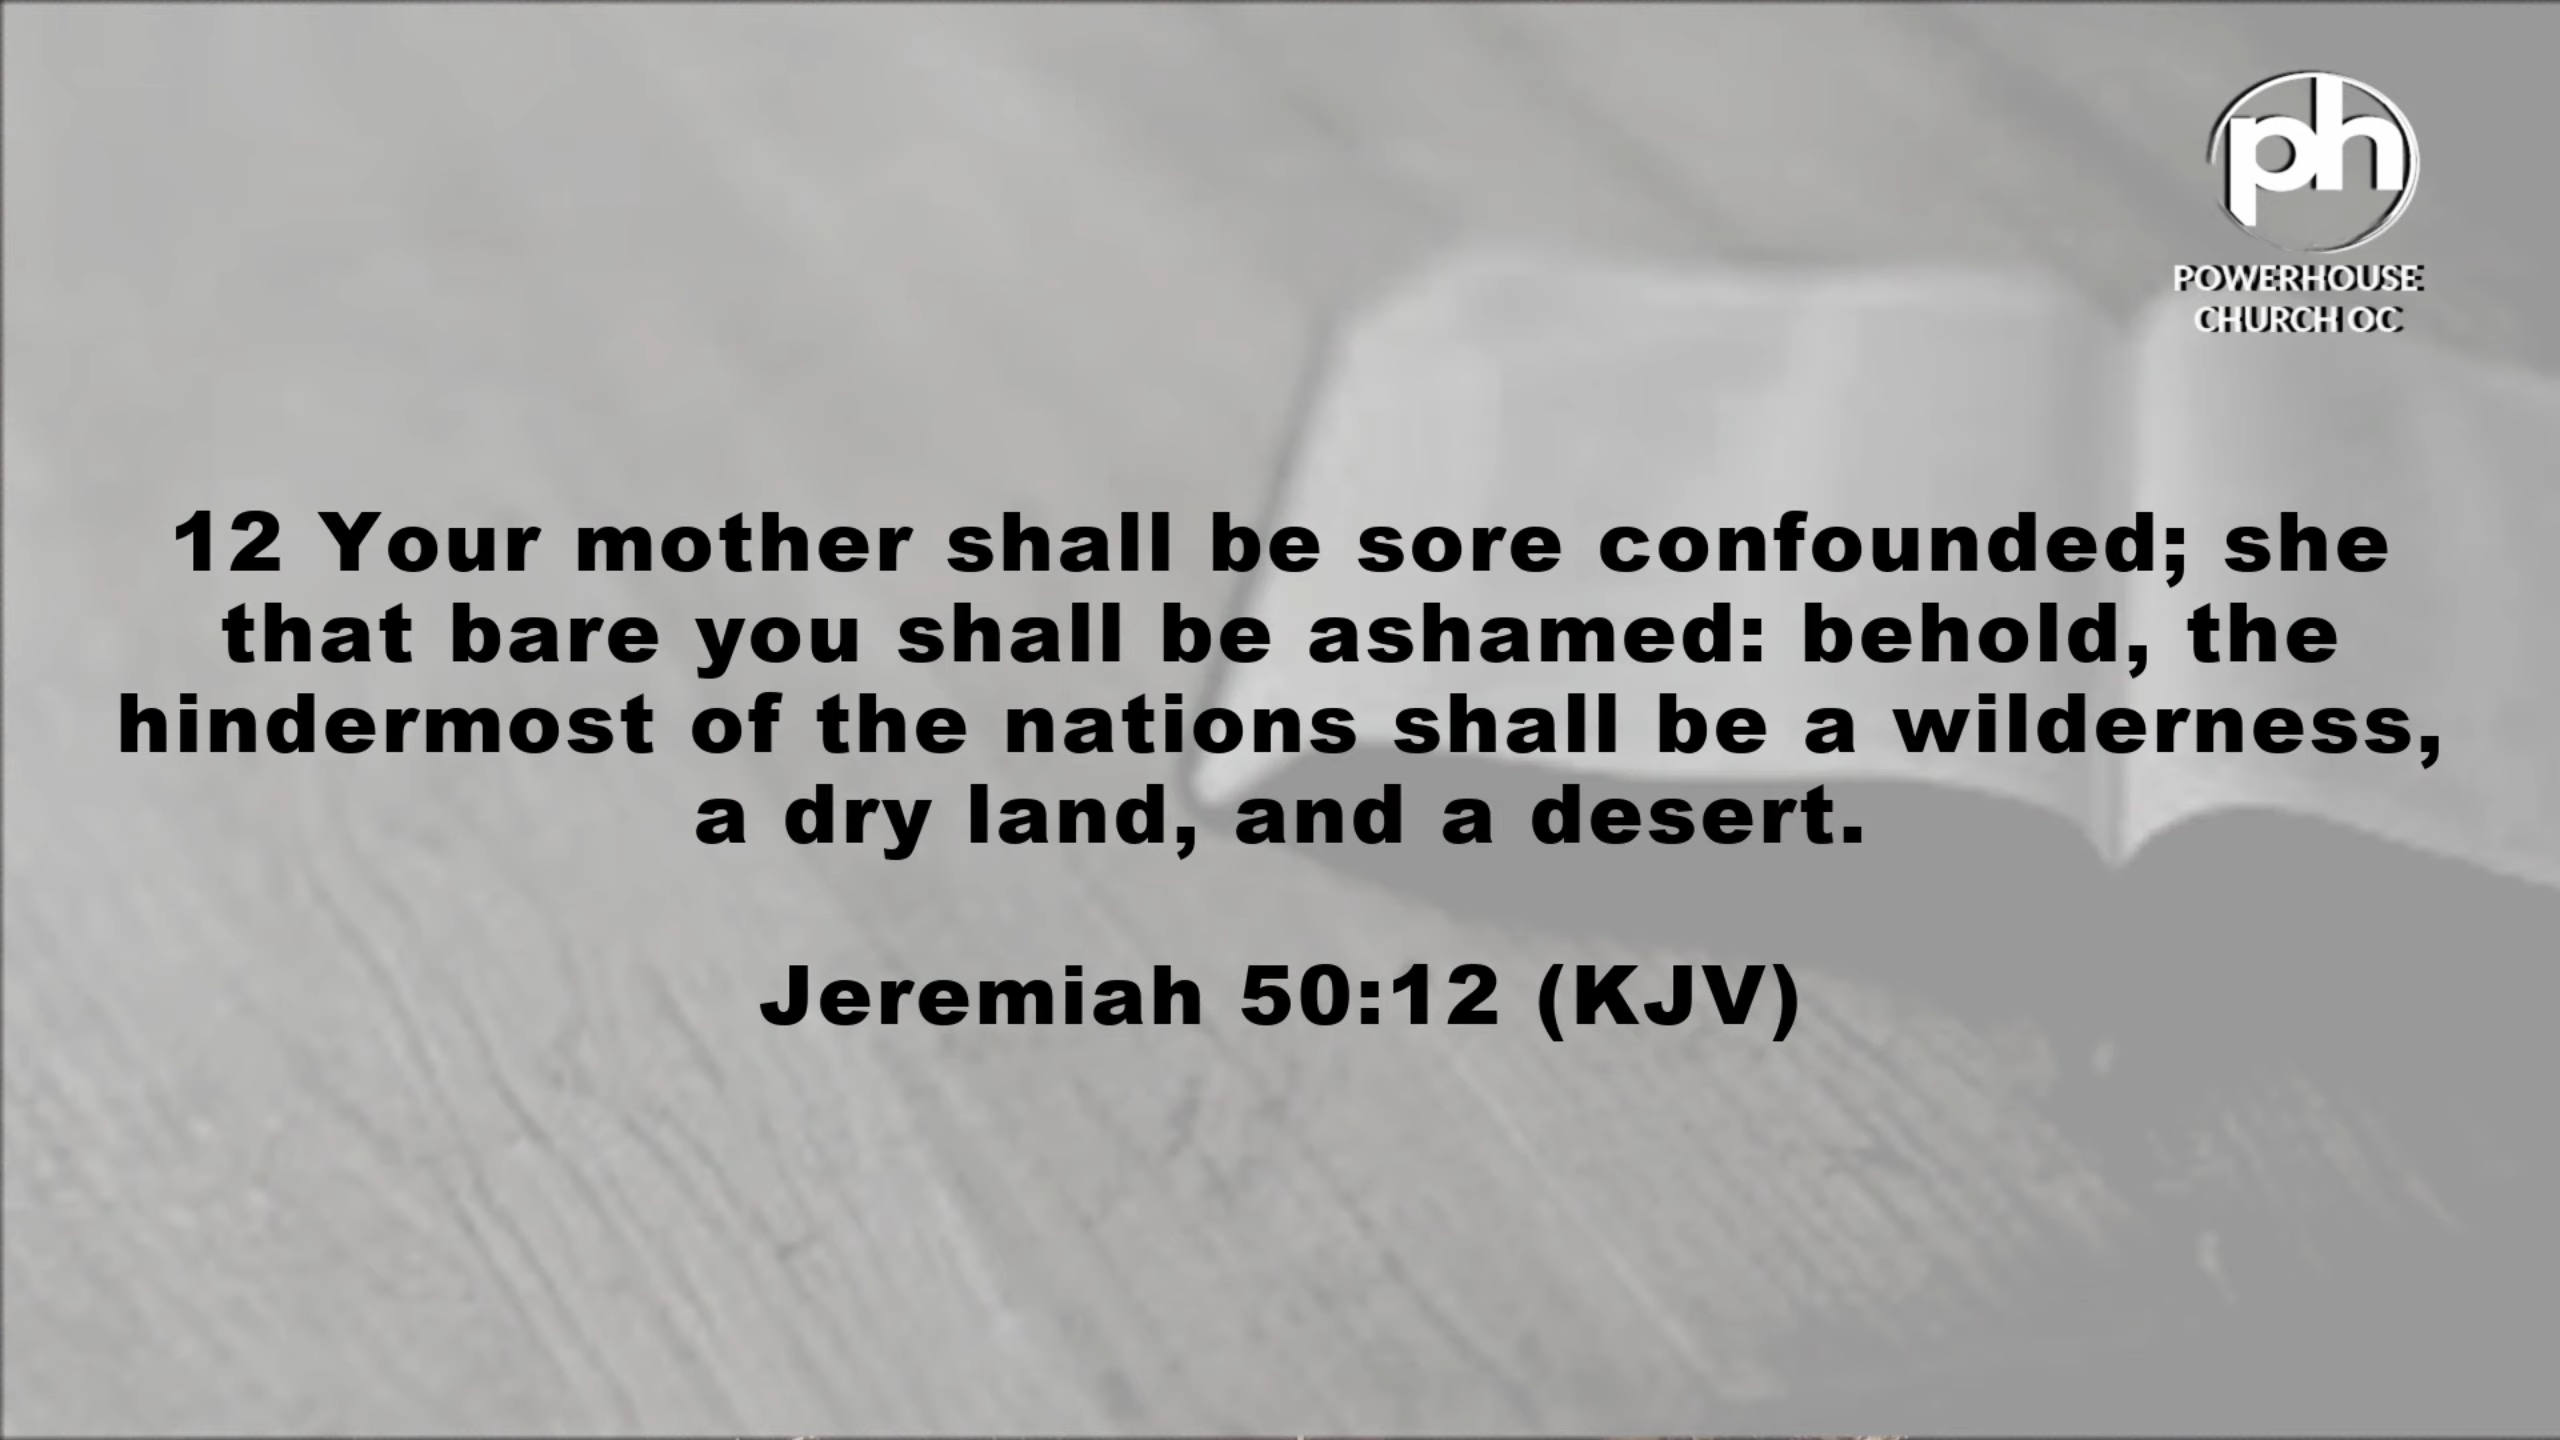 ph
POWERHOUSE
CHURCH OC
12 Your mother shall be sore confounded; she
that bare you shall be ashamed: behold, the
hindermost of the nations shall be a wilderness,
a dry land, and a desert.
Jeremiah 50:12 (KJV)